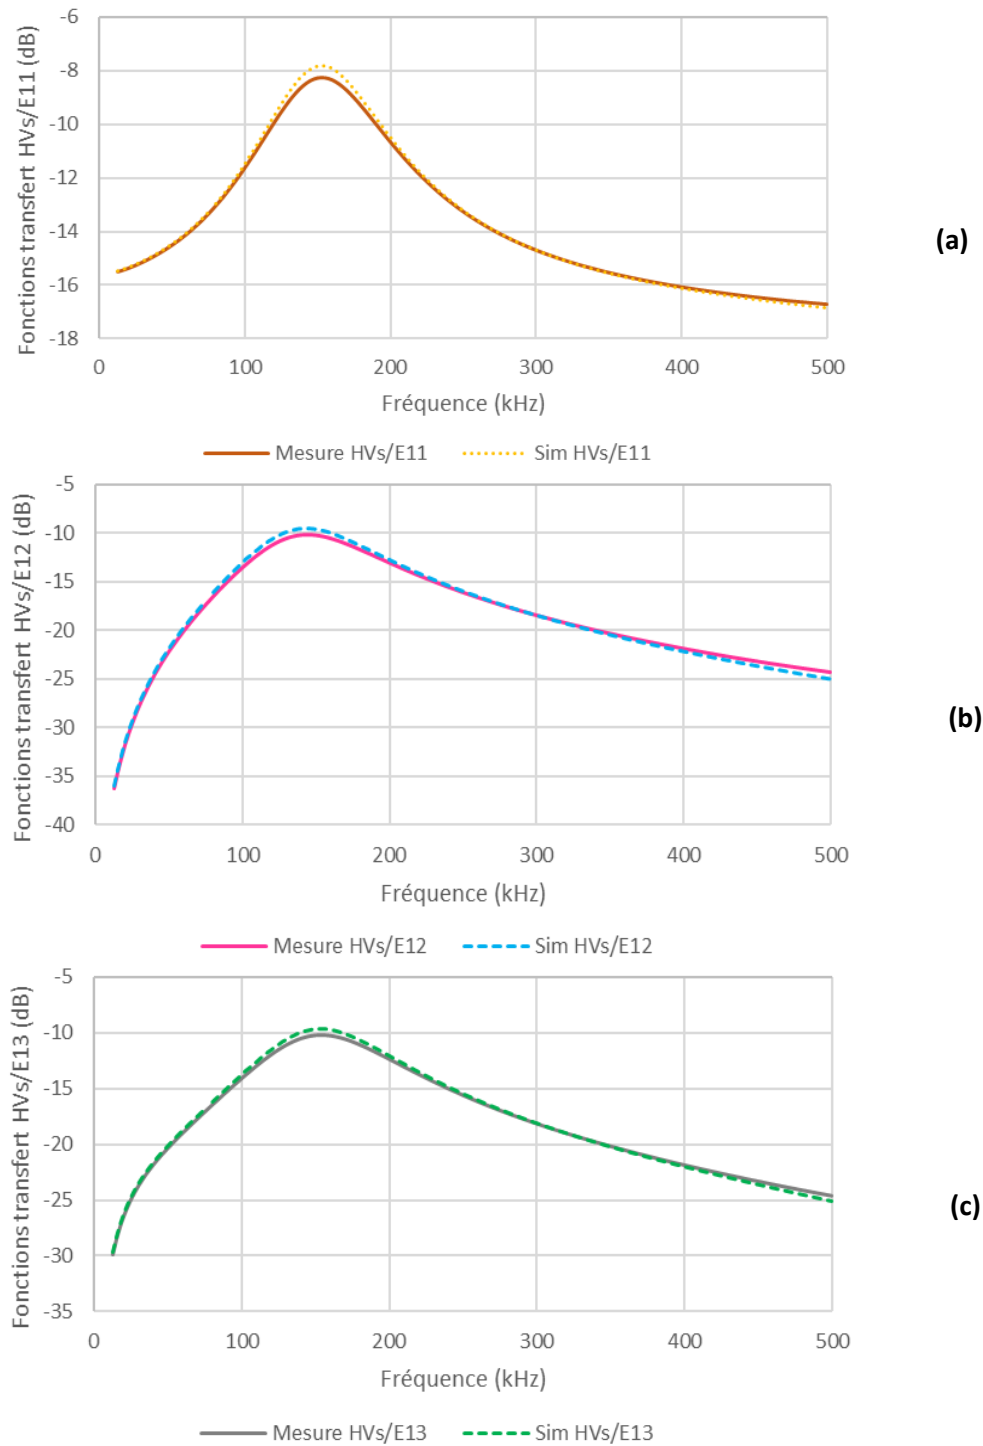 Fonctions transfert HVs/E11 (dB)
-6
-8
-10
-12
-14
-16
-18
0 100 200 300 400 500
Fréquence (kHz)
Mesure HVs/E11 Sim HVs/E11
(a)
Fonctions transfert HVs/E12 (dB)
-5
-10
-15
-20
-25
-30
-35
-40
0 100 200 300 400 500
Fréquence (kHz)
Mesure HVs/E12 Sim HVs/E12
(b)
Fonctions transfert HVs/E13 (dB)
-5
-10
-15
-20
-25
-30
-35
0 100 200 300 400 500
Fréquence (kHz)
Mesure HVs/E13 Sim HVs/E13
(c)